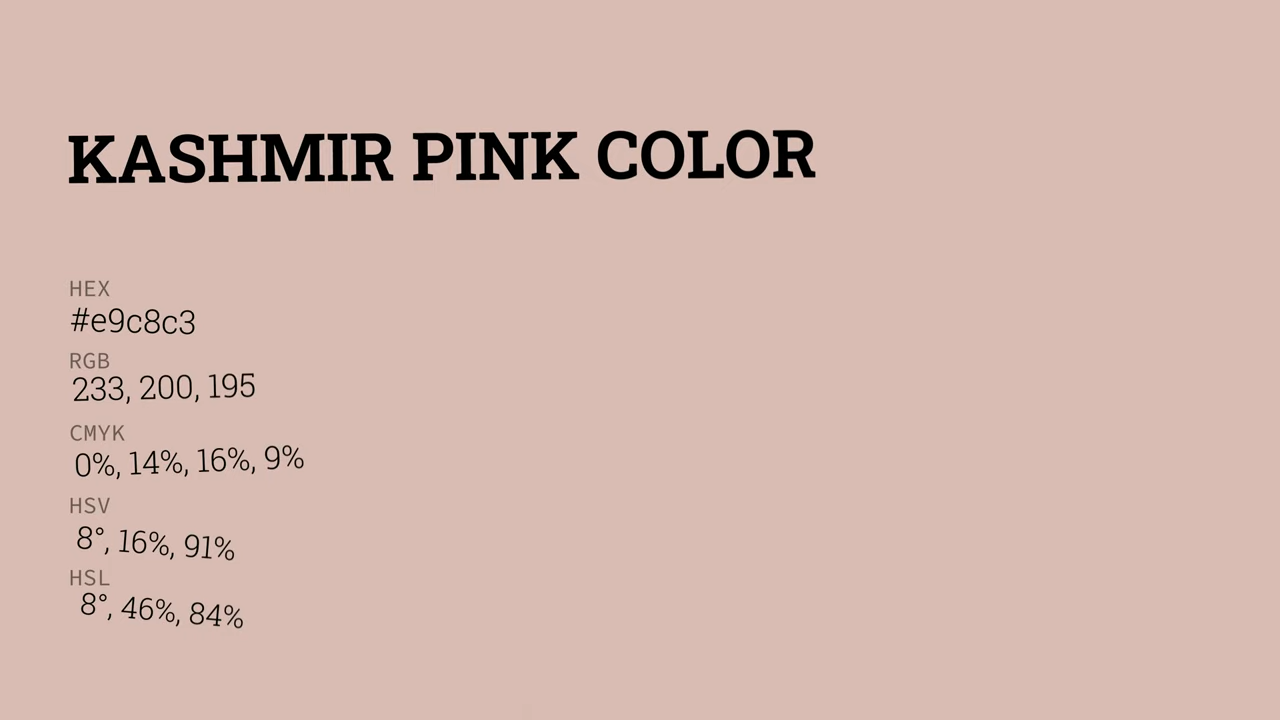 KASHMIR PINK COLOR
HEX
#e9c8c3
RGB
233, 200, 195
CMYK
0%, 14%, 16%, 9%
HSV
8°, 16%, 91%
HSL
8°, 46%, 84%